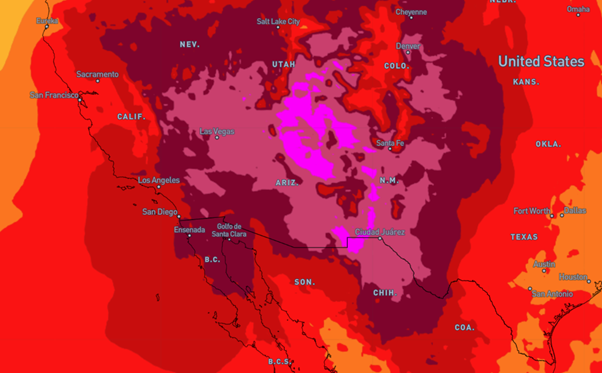 NEBR.
Omaha
Eureka
Cheyenne
Salt Lake City
NEV.
Denver
UTAH
COLO.
United States
Sacramento
KANS.
San Francisco
CALIF.
Las Vegas
Santa Fe
OKLA.
Los Angeles
ARIZ.
N.M.
San Diego
Fort Worth
Dallas
Ensenada
Golfo de
Santa Clara
Ciudad Juárez
TEXAS
B.C.
Austin
Houston
SON.
CHIH.
San Antonio
COA.
B.C.S.